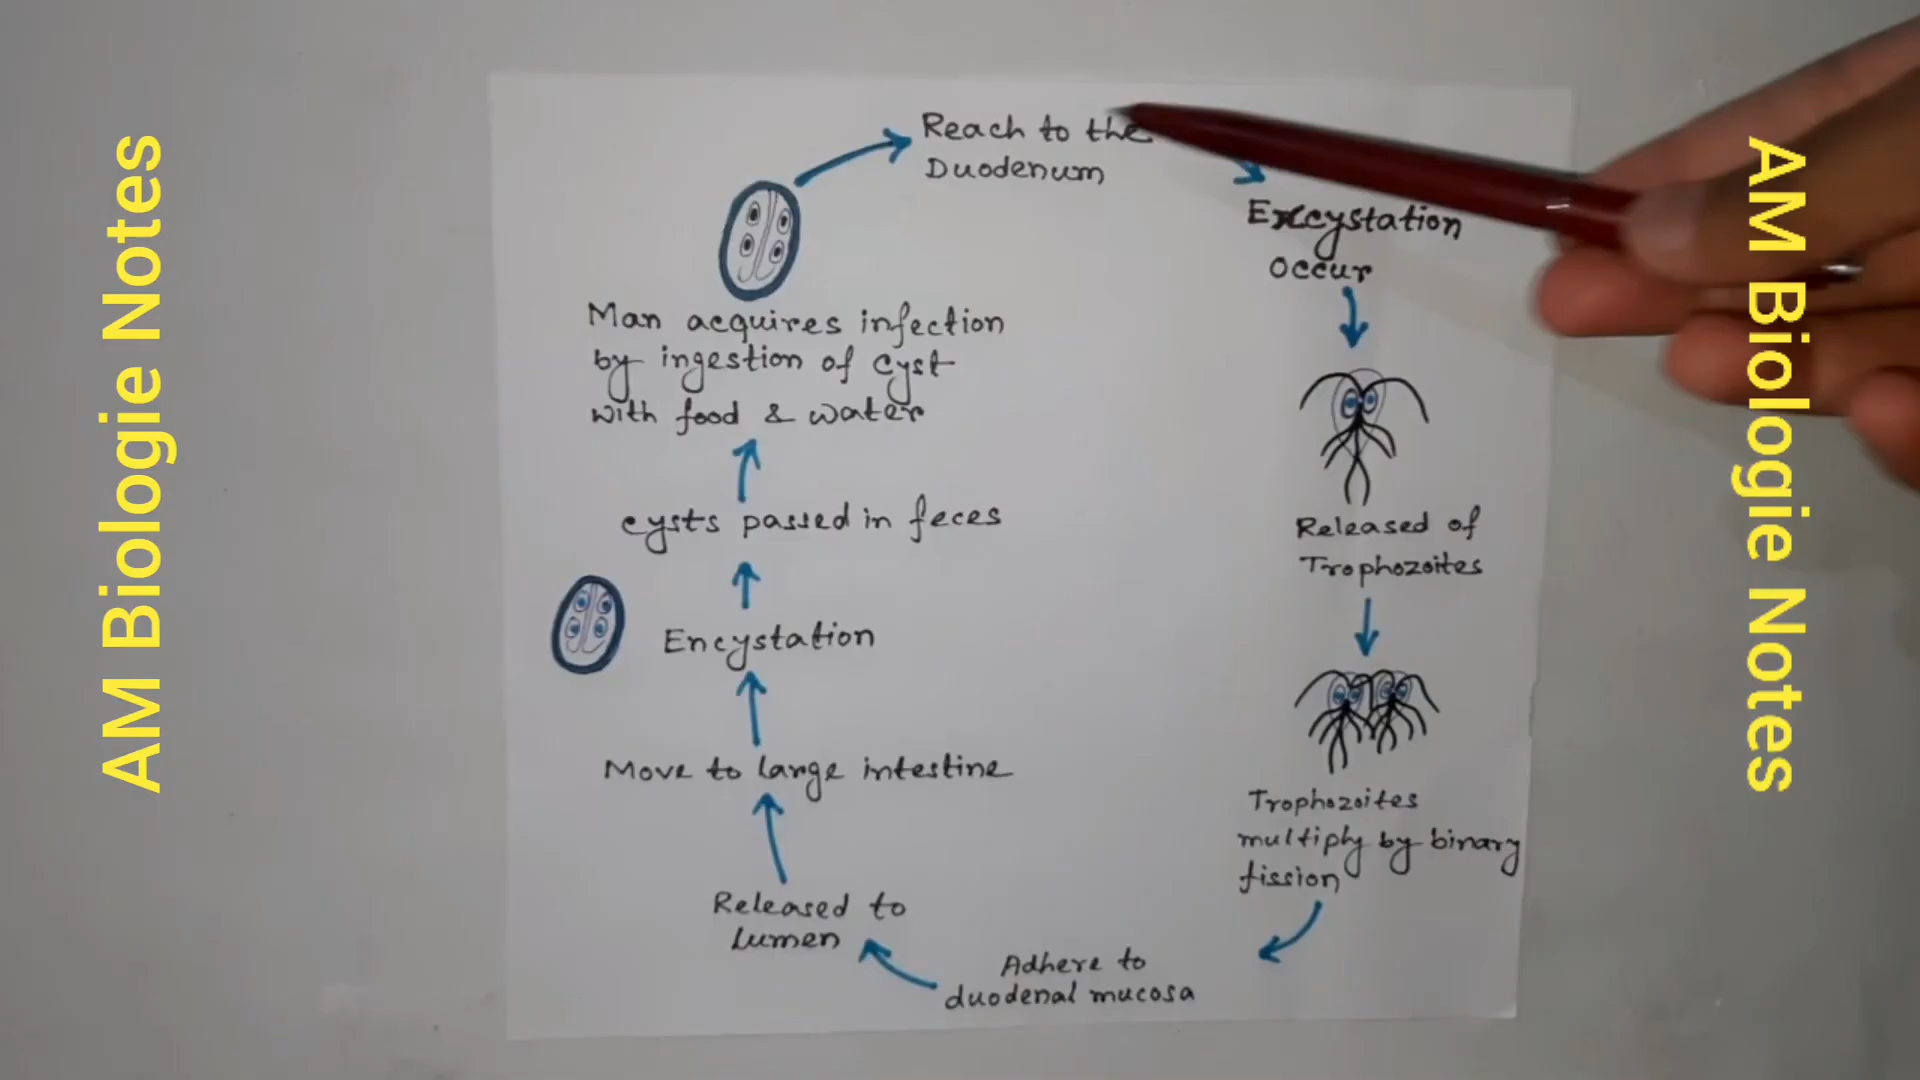 AM Biologie Notes
Reach to the
Duodenum
Excystation
occur
Released of
Trophozoites
Trophozoites
multiply by binary
fission
Adhere to
duodenal mucosa
Released to
Lumen
Move to large intestine
Encystation
cysts passed in feces
Man acquires infection
by ingestion of cyst
with food & water
AM Biologie Notes